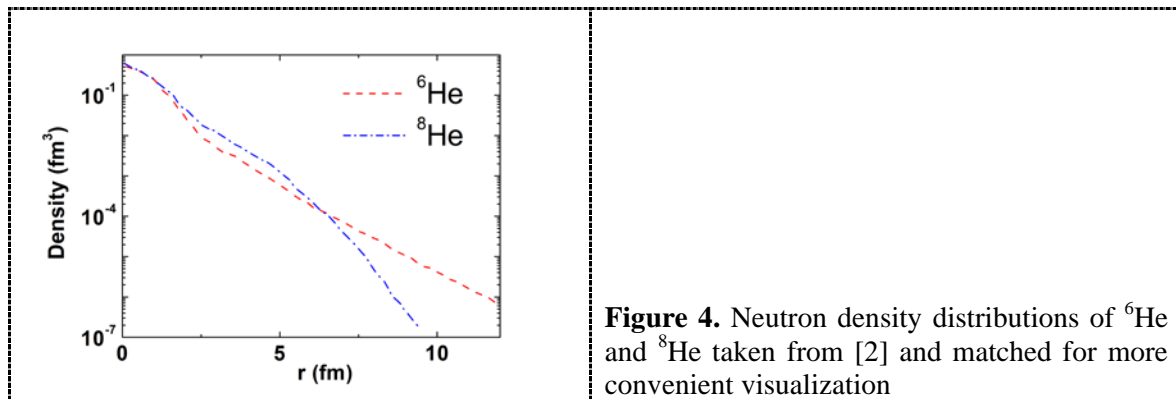 ⁶He
⁸He
10⁻¹
10⁻⁴
10⁻⁷
Density (fm³)
0
5
10
r (fm)
Figure 4. Neutron density distributions of ⁶He
and ⁸He taken from [2] and matched for more
convenient visualization